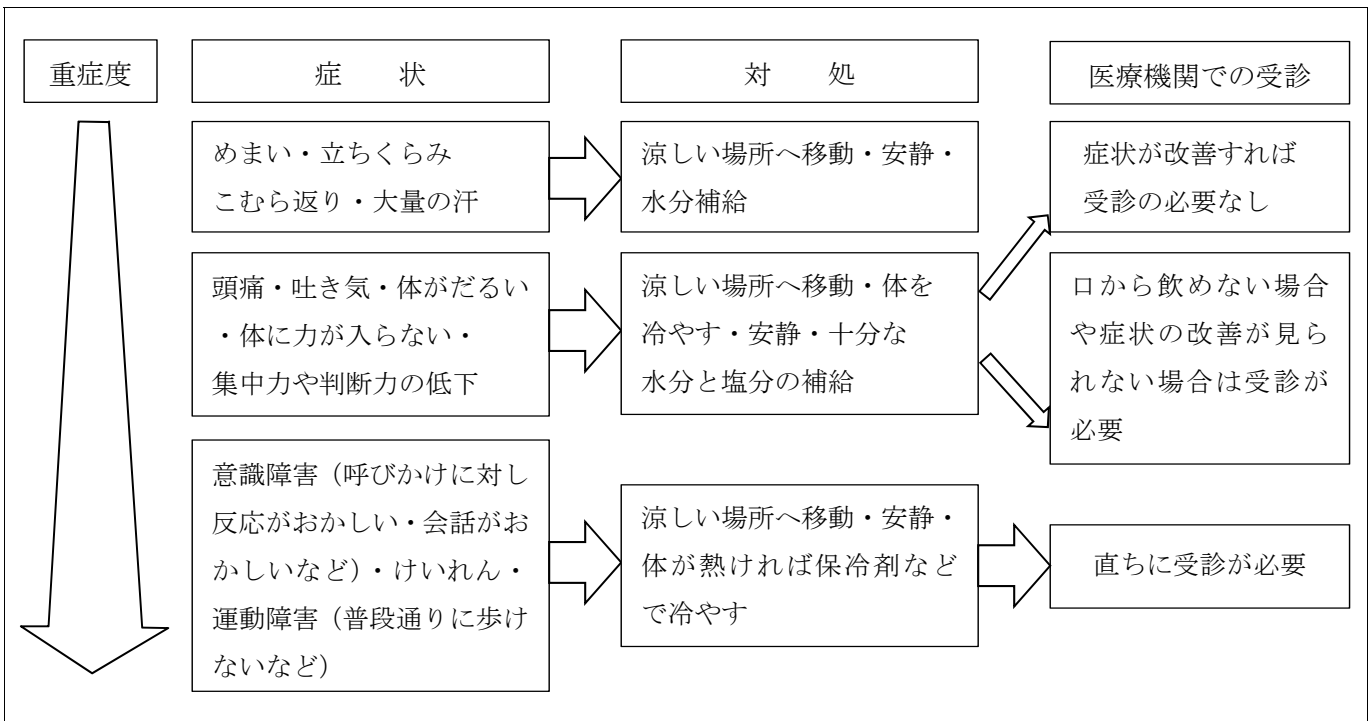 重症度
症　　状
対　　処
医療機関での受診
めまい・立ちくらみ
こむら返り・大量の汗
涼しい場所へ移動・安静・
水分補給
症状が改善すれば
受診の必要なし
頭痛・吐き気・体がだるい
・体に力が入らない・
集中力や判断力の低下
涼しい場所へ移動・体を
冷やす・安静・十分な
水分と塩分の補給
口から飲めない場合
や症状の改善が見ら
れない場合は受診が
必要
意識障害（呼びかけに対し
反応がおかしい・会話がお
かしいなど）・けいれん・
運動障害（普段通りに歩け
ないなど）
涼しい場所へ移動・安静・
体が熱ければ保冷剤など
で冷やす
直ちに受診が必要